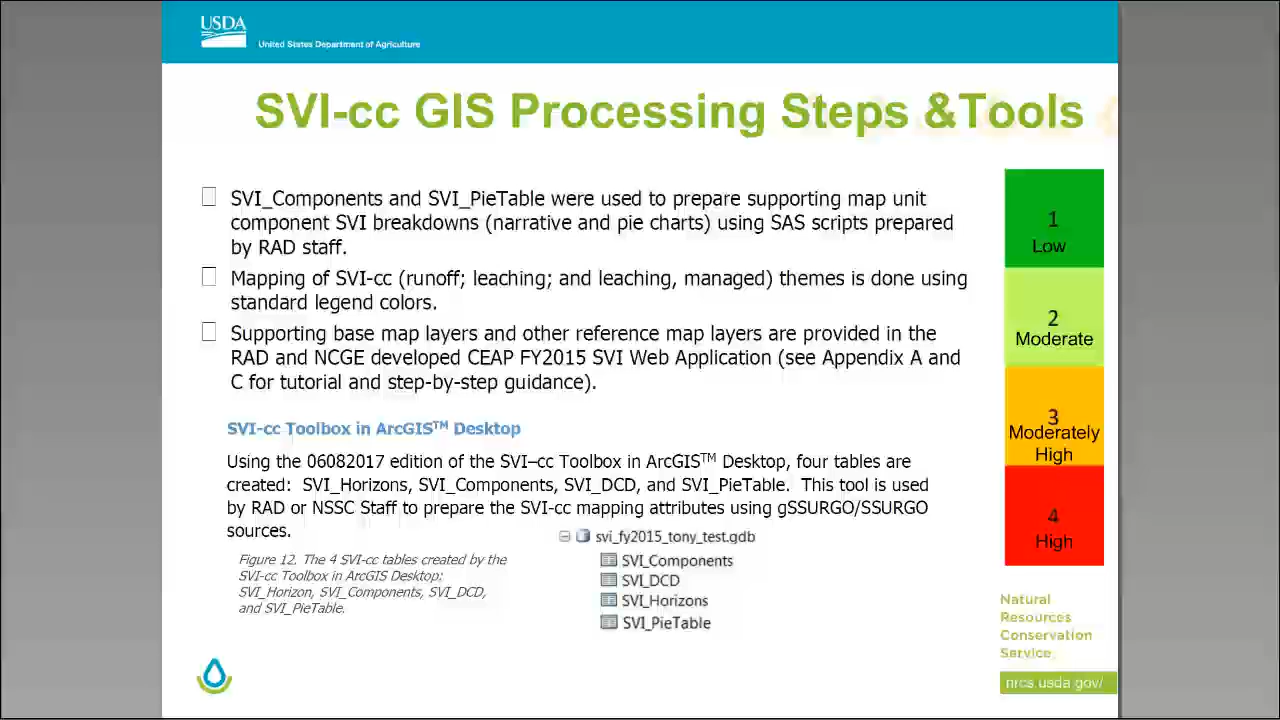 USDA
United States Department of Agriculture
SVI-cc GIS Processing Steps &Tools
SVI_Components and SVI_PieTable were used to prepare supporting map unit
component SVI breakdowns (narrative and pie charts) using SAS scripts prepared
by RAD staff.
Mapping of SVI-cc (runoff; leaching; and leaching, managed) themes is done using
standard legend colors.
Supporting base map layers and other reference map layers are provided in the
RAD and NCGE developed CEAP FY2015 SVI Web Application (see Appendix A and
C for tutorial and step-by-step guidance).
SVI-cc Toolbox in ArcGIS™ Desktop
Using the 06082017 edition of the SVI–cc Toolbox in ArcGIS™ Desktop, four tables are
created: SVI_Horizons, SVI_Components, SVI_DCD, and SVI_PieTable. This tool is used
by RAD or NSSC Staff to prepare the SVI-cc mapping attributes using gSSURGO/SSURGO
sources.
Figure 12. The 4 SVI-cc tables created by the
SVI-cc Toolbox in ArcGIS Desktop:
SVI_Horizon, SVI_Components, SVI_DCD,
and SVI_PieTable.
svi_fy2015_tony_test.gdb
SVI_Components
SVI_DCD
SVI_Horizons
SVI_PieTable
1
Low
2
Moderate
3
Moderately
High
4
High
Natural
Resources
Conservation
Service
nrcs.usda.gov/